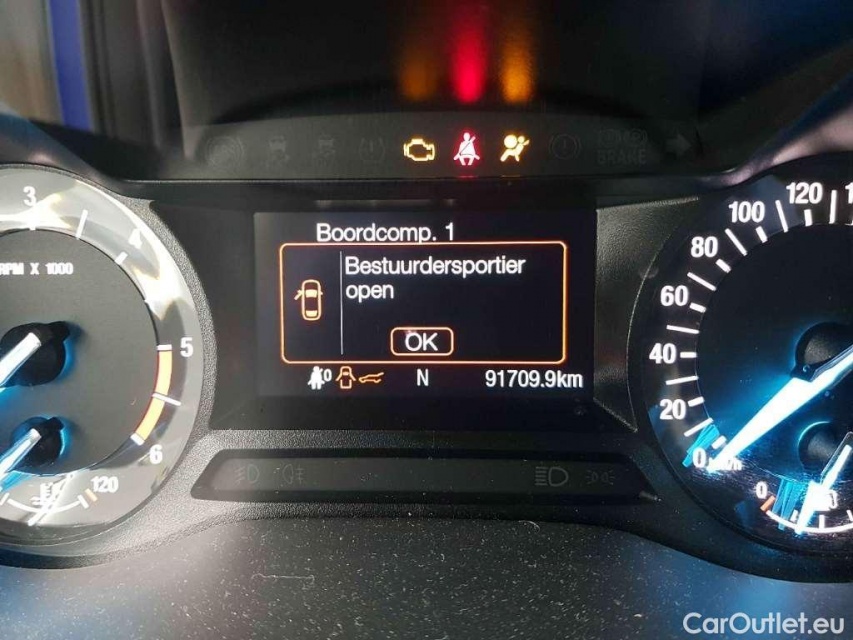 BRAKE
3
4
5
6
RPM X 1000
120
Boordcomp. 1
Bestuurdersportier
open
OK
0
N
91709.9km
120
100
80
60
40
20
0
0
CarOutlet.eu